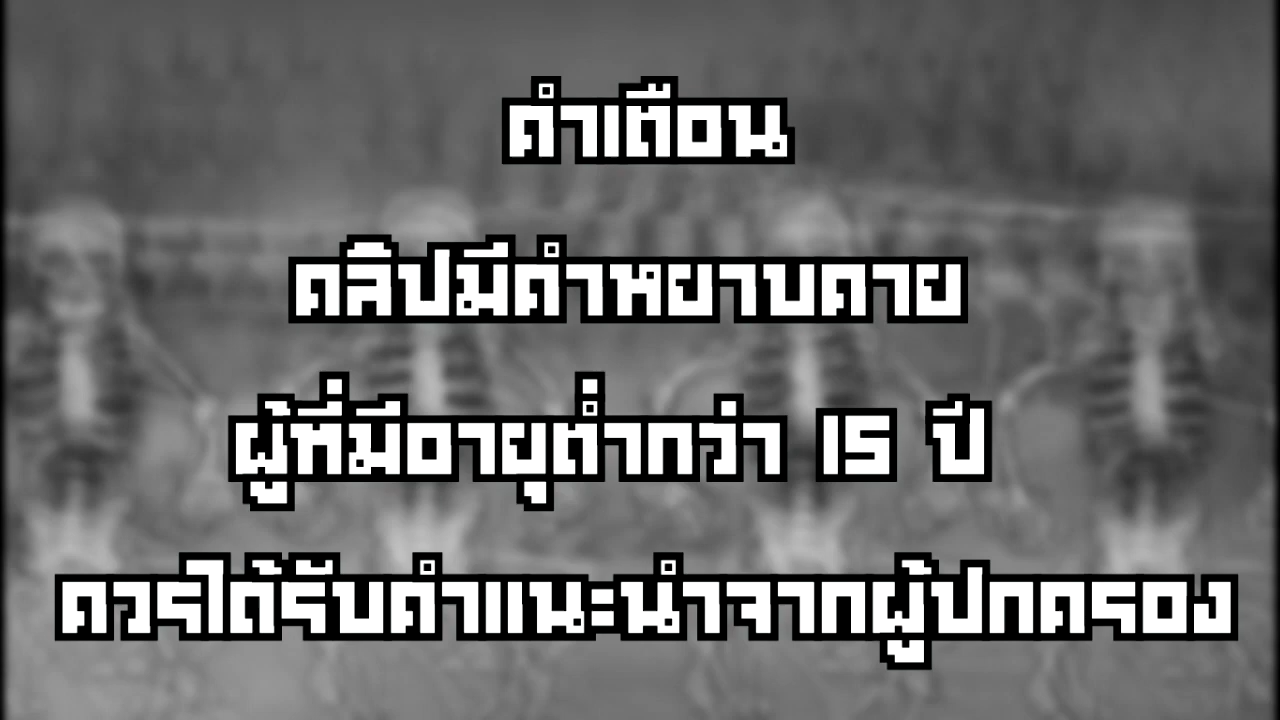 คำเตือน
คลิปมีคำหยาบคาย
ผู้ที่มีอายุต่ำกว่า 15 ปี
ควรได้รับคำแนะนำจากผู้ปกครอง